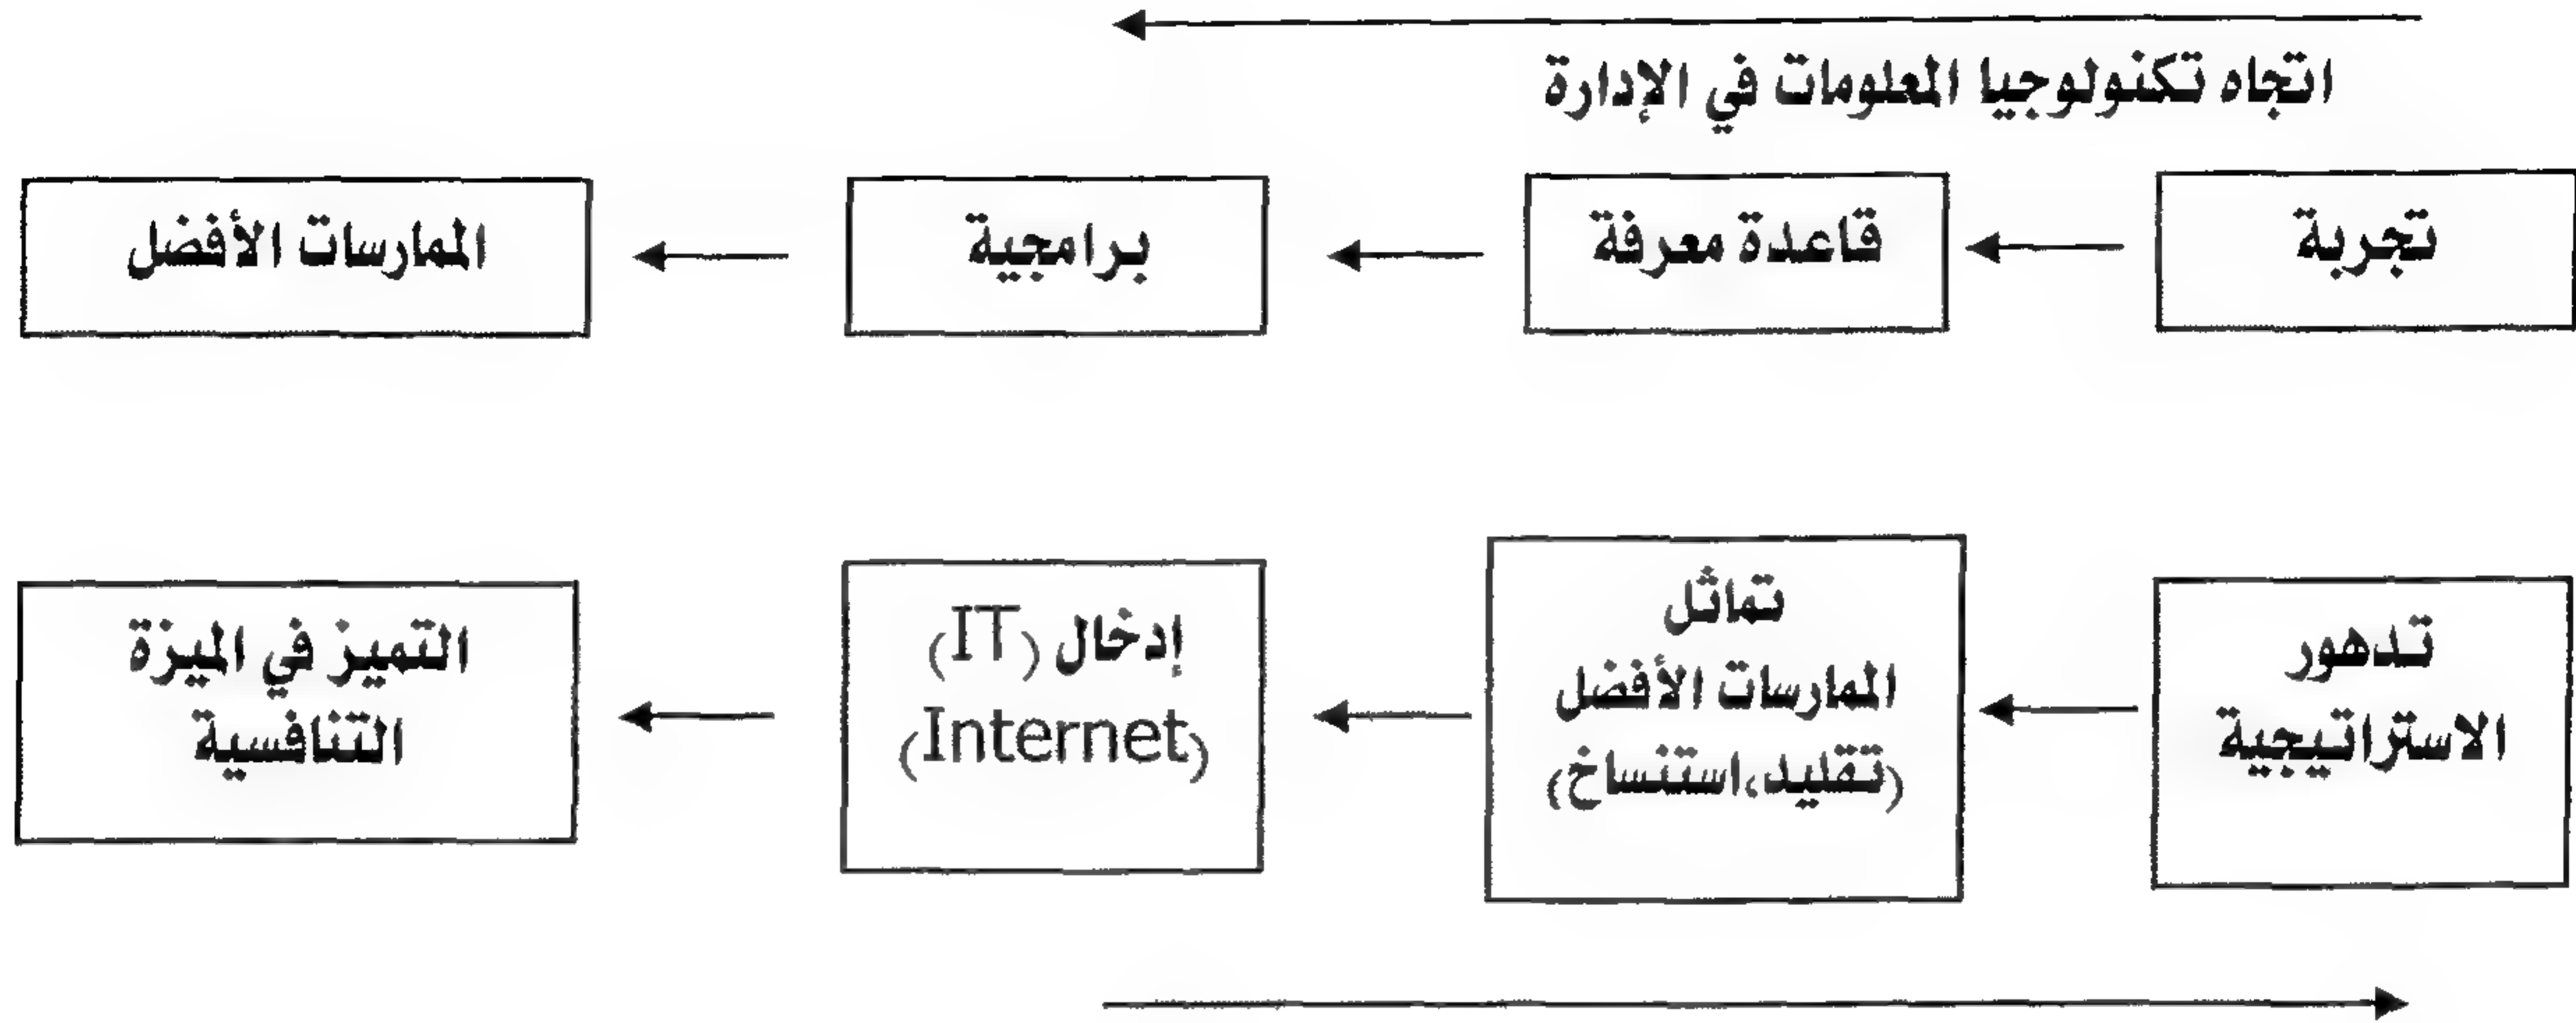 اتجاه تكنولوجيا المعلومات في الإدارة
تجربة
قاعدة معرفة
برامجية
الممارسات الأفضل
تدهور
الاستراتيجية
تماثل
الممارسات الأفضل
(تقليد،استنساخ)
إدخال (IT)
(Internet)
التميز في الميزة
التنافسية